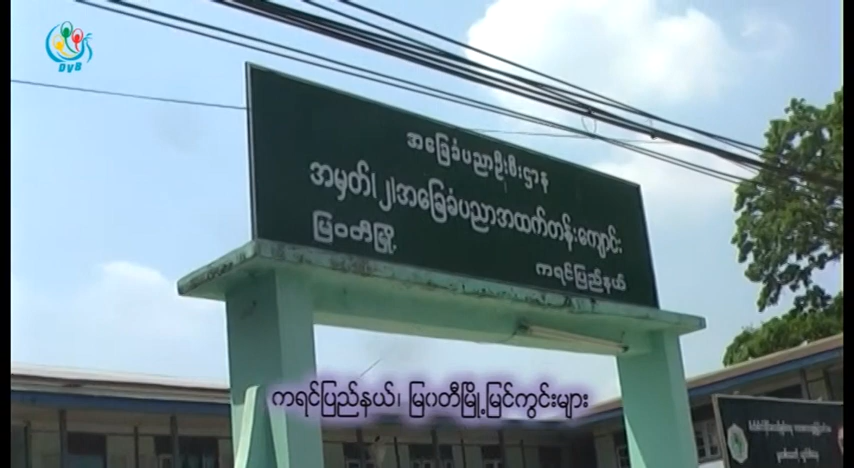 DVB
အခြေခံပညာဦးစီးဌာန
အမှတ်(၂)အခြေခံပညာအထက်တန်းကျောင်း
မြဝတီမြို့
ကရင်ပြည်နယ်
ကရင်ပြည်နယ်၊ မြ၀တီမြို့မြင်ကွင်းများ